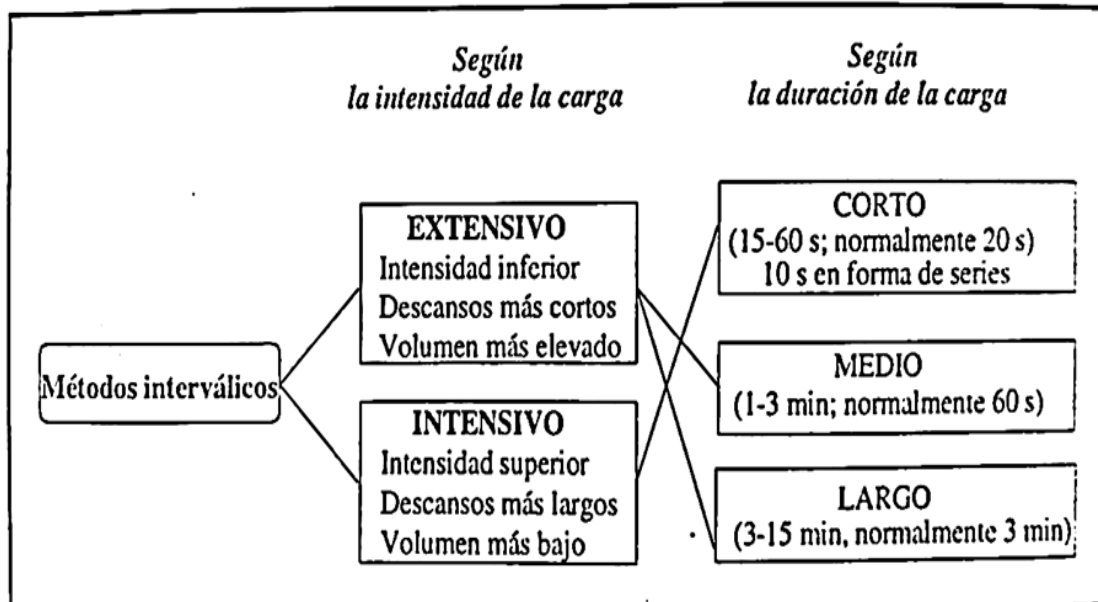 Según
la intensidad de la carga
Según
la duración de la carga
Métodos interválicos
EXTENSIVO
Intensidad inferior
Descansos más cortos
Volumen más elevado
INTENSIVO
Intensidad superior
Descansos más largos
Volumen más bajo
CORTO
(15-60 s; normalmente 20 s)
10 s en forma de series
MEDIO
(1-3 min; normalmente 60 s)
LARGO
(3-15 min, normalmente 3 min)